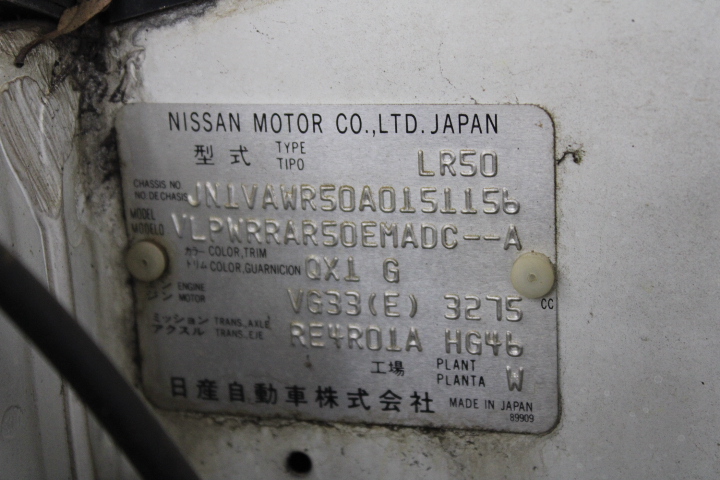 NISSAN MOTOR CO.,LTD. JAPAN
型式 TYPE TIPO LR50
CHASSIS NO. NO. DE CHASIS JN1VAWR50A0151156
MODEL MODELO VLPWRRAR50EMADC--A
カラー COLOR, TRIM
トリム COLOR, GUARNICION QX1 G
ジン ENGINE MOTOR VG33(E) 3275 CC
ミッション TRANS., AXLE
アクスル TRANS., EJE RE4R01A HG46
工場 PLANT PLANTA W
日産自動車株式会社 MADE IN JAPAN
89909